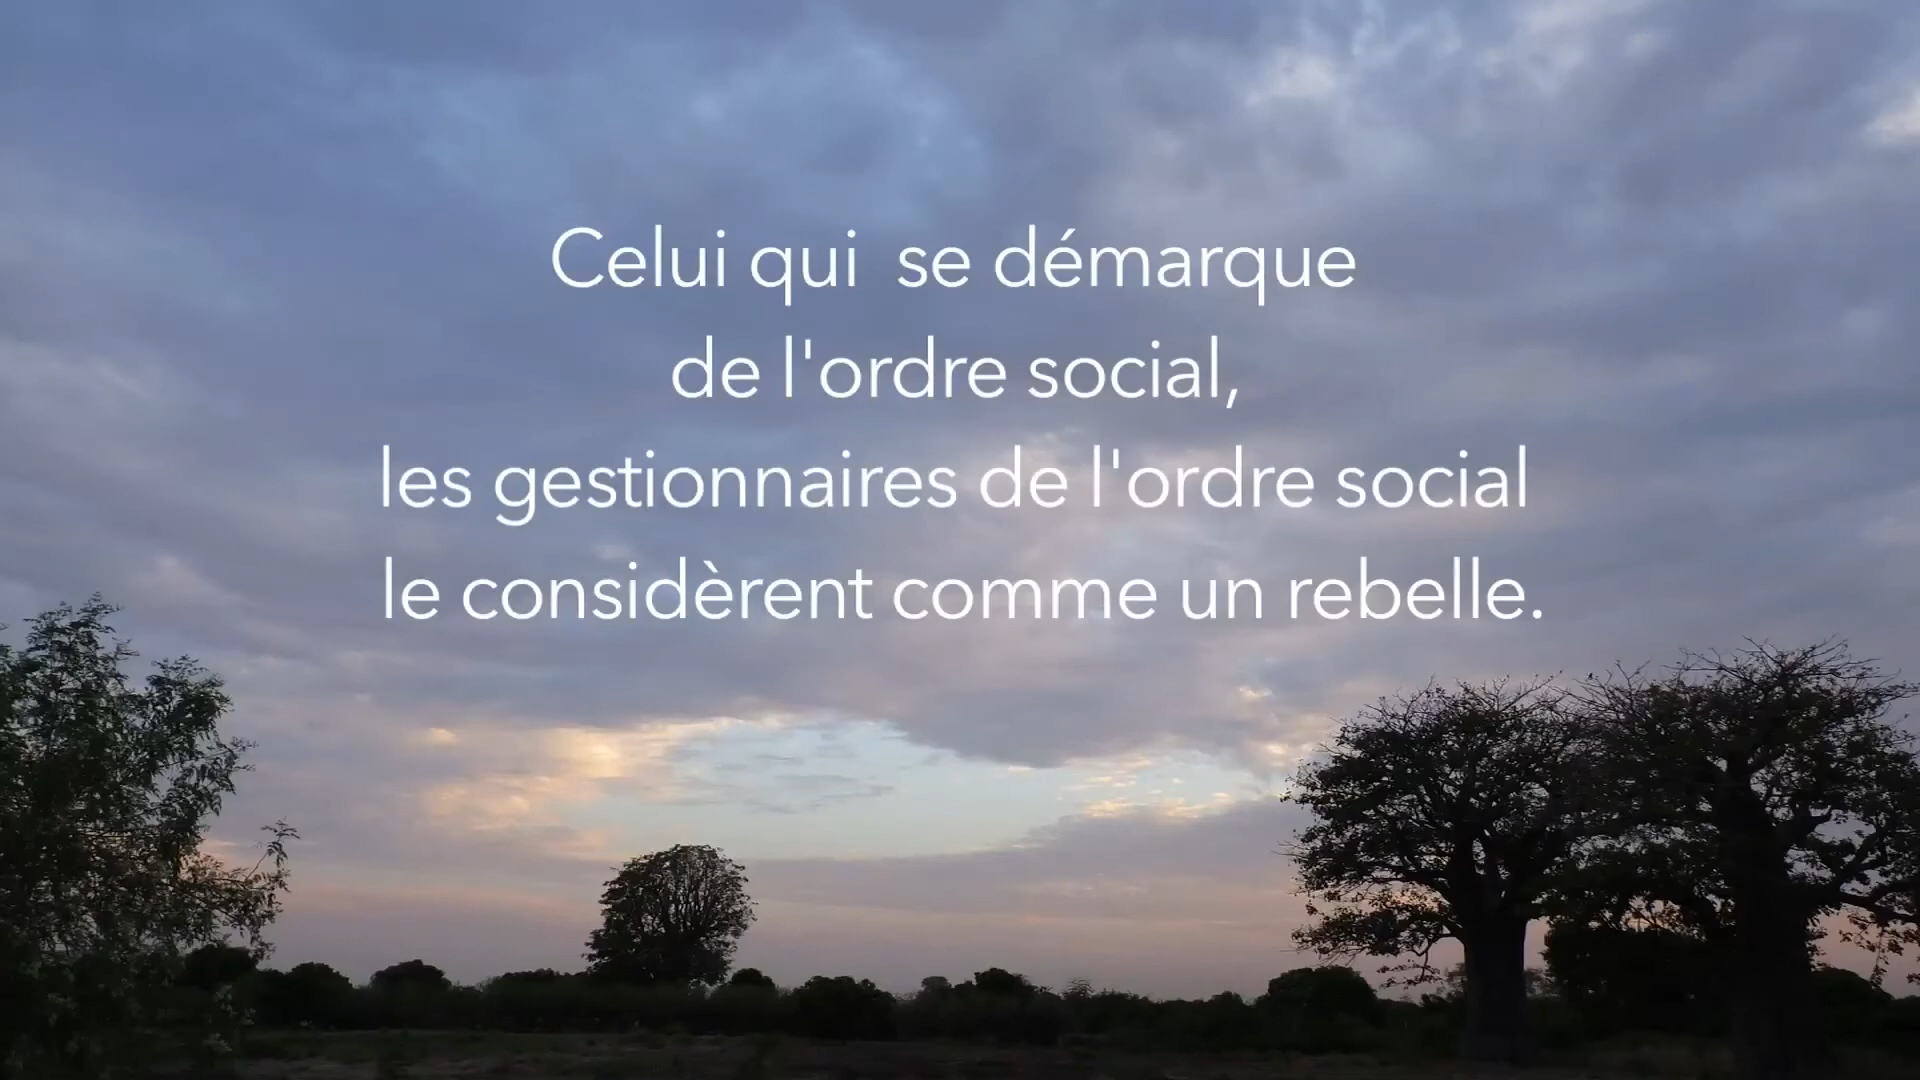 Celui qui  se démarque
de l'ordre social,
les gestionnaires de l'ordre social
le considèrent comme un rebelle.